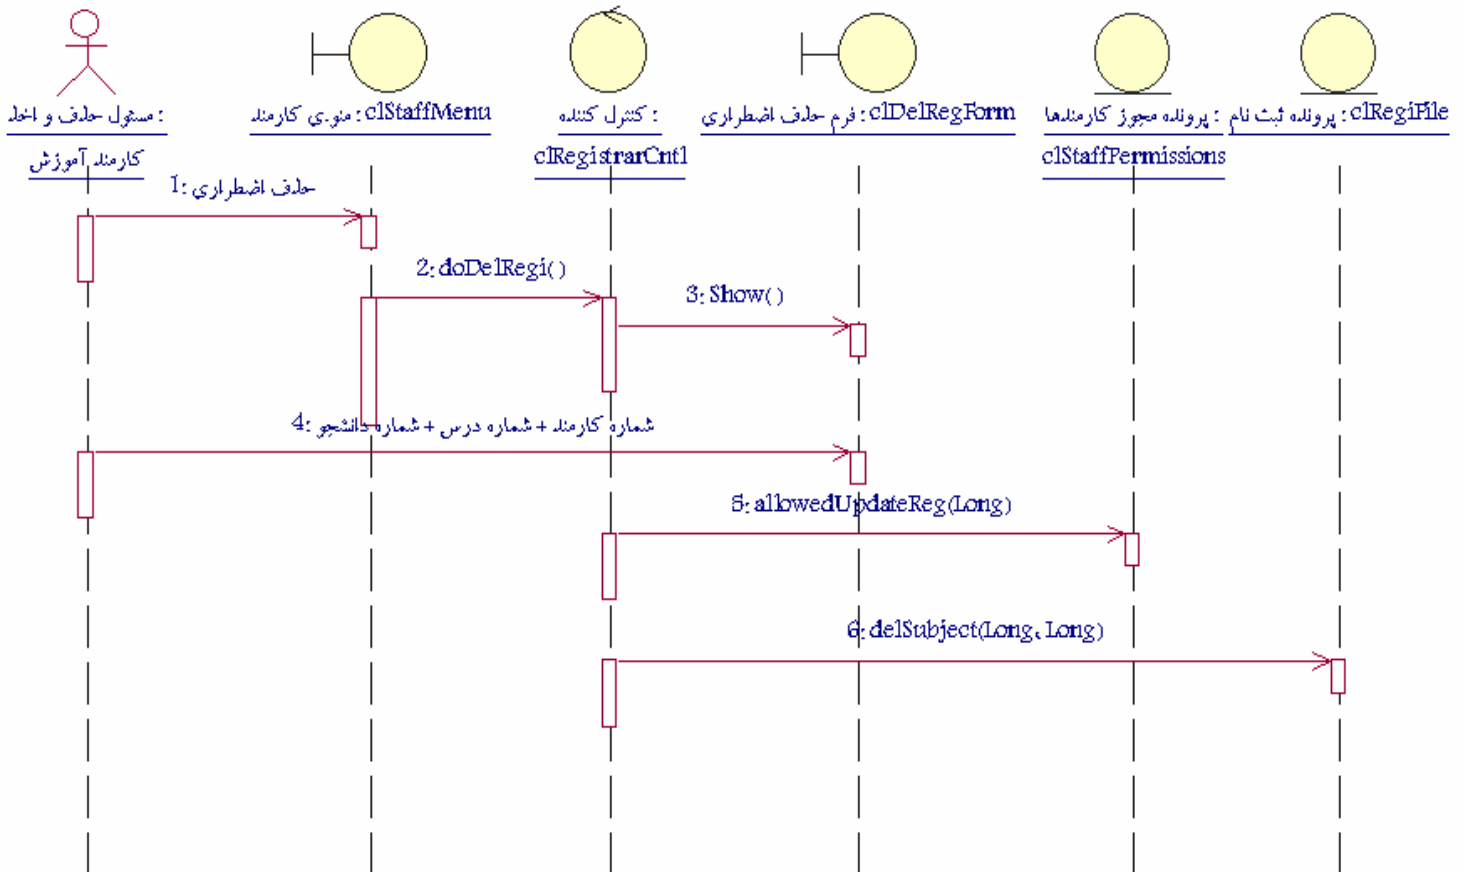 مسئول حذف و اخذ :
کارمند آموزش
منوی کارمند : clStaffMenu
کنترل کننده :
clRegistrarCntl
فرم حذف اضطراری : clDelRegForm
پرونده مجوز کارمندها :
clStaffPermissions
پرونده ثبت نام : clRegiFile
1: حذف اضطراری
2: doDelRegi( )
3: Show( )
4: شماره کارمند + شماره درس + شماره دانشجو
5: allowedUpdateReg(Long)
6: delSubject(Long, Long)